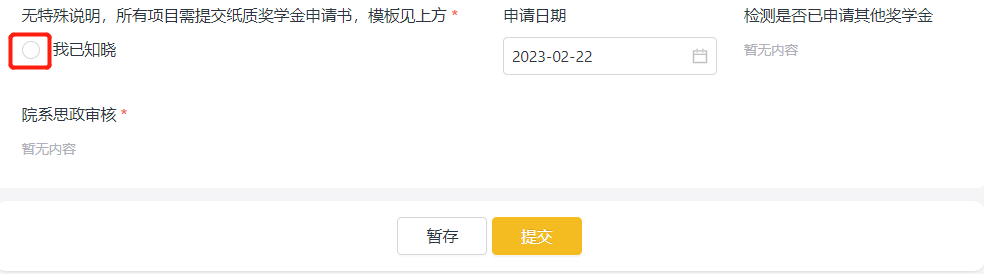 无特殊说明，所有项目需提交纸质奖学金申请书，模板见上方 *
我已知晓
申请日期
2023-02-22
检测是否已申请其他奖学金
暂无内容
院系思政审核 *
暂无内容
暂存
提交